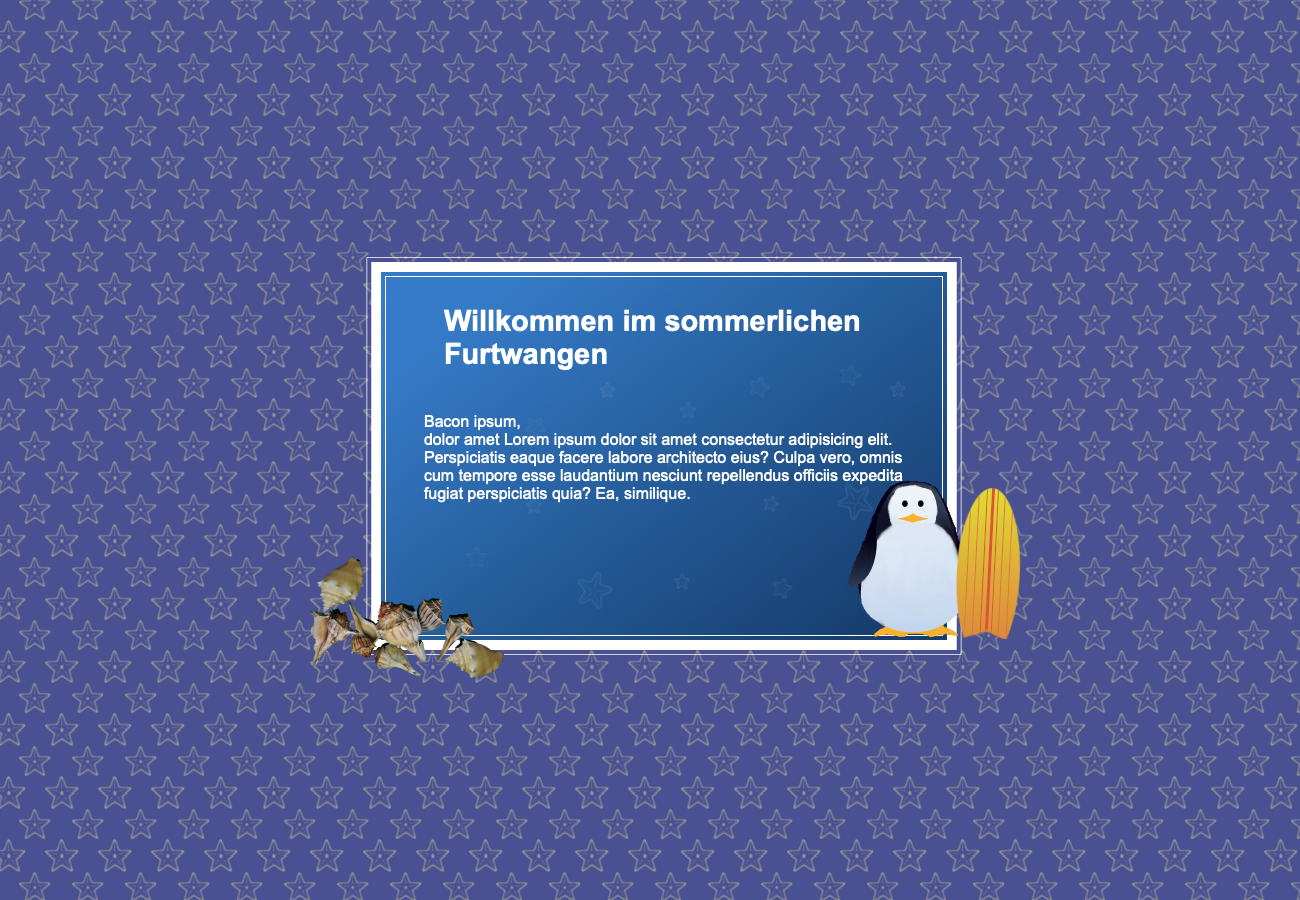 Willkommen im sommerlichen
Furtwangen
Bacon ipsum,
dolor amet Lorem ipsum dolor sit amet consectetur adipisicing elit.
Perspiciatis eaque facere labore architecto eius? Culpa vero, omnis
cum tempore esse laudantium nesciunt repellendus officiis expedita
fugiat perspiciatis quia? Ea, similique.